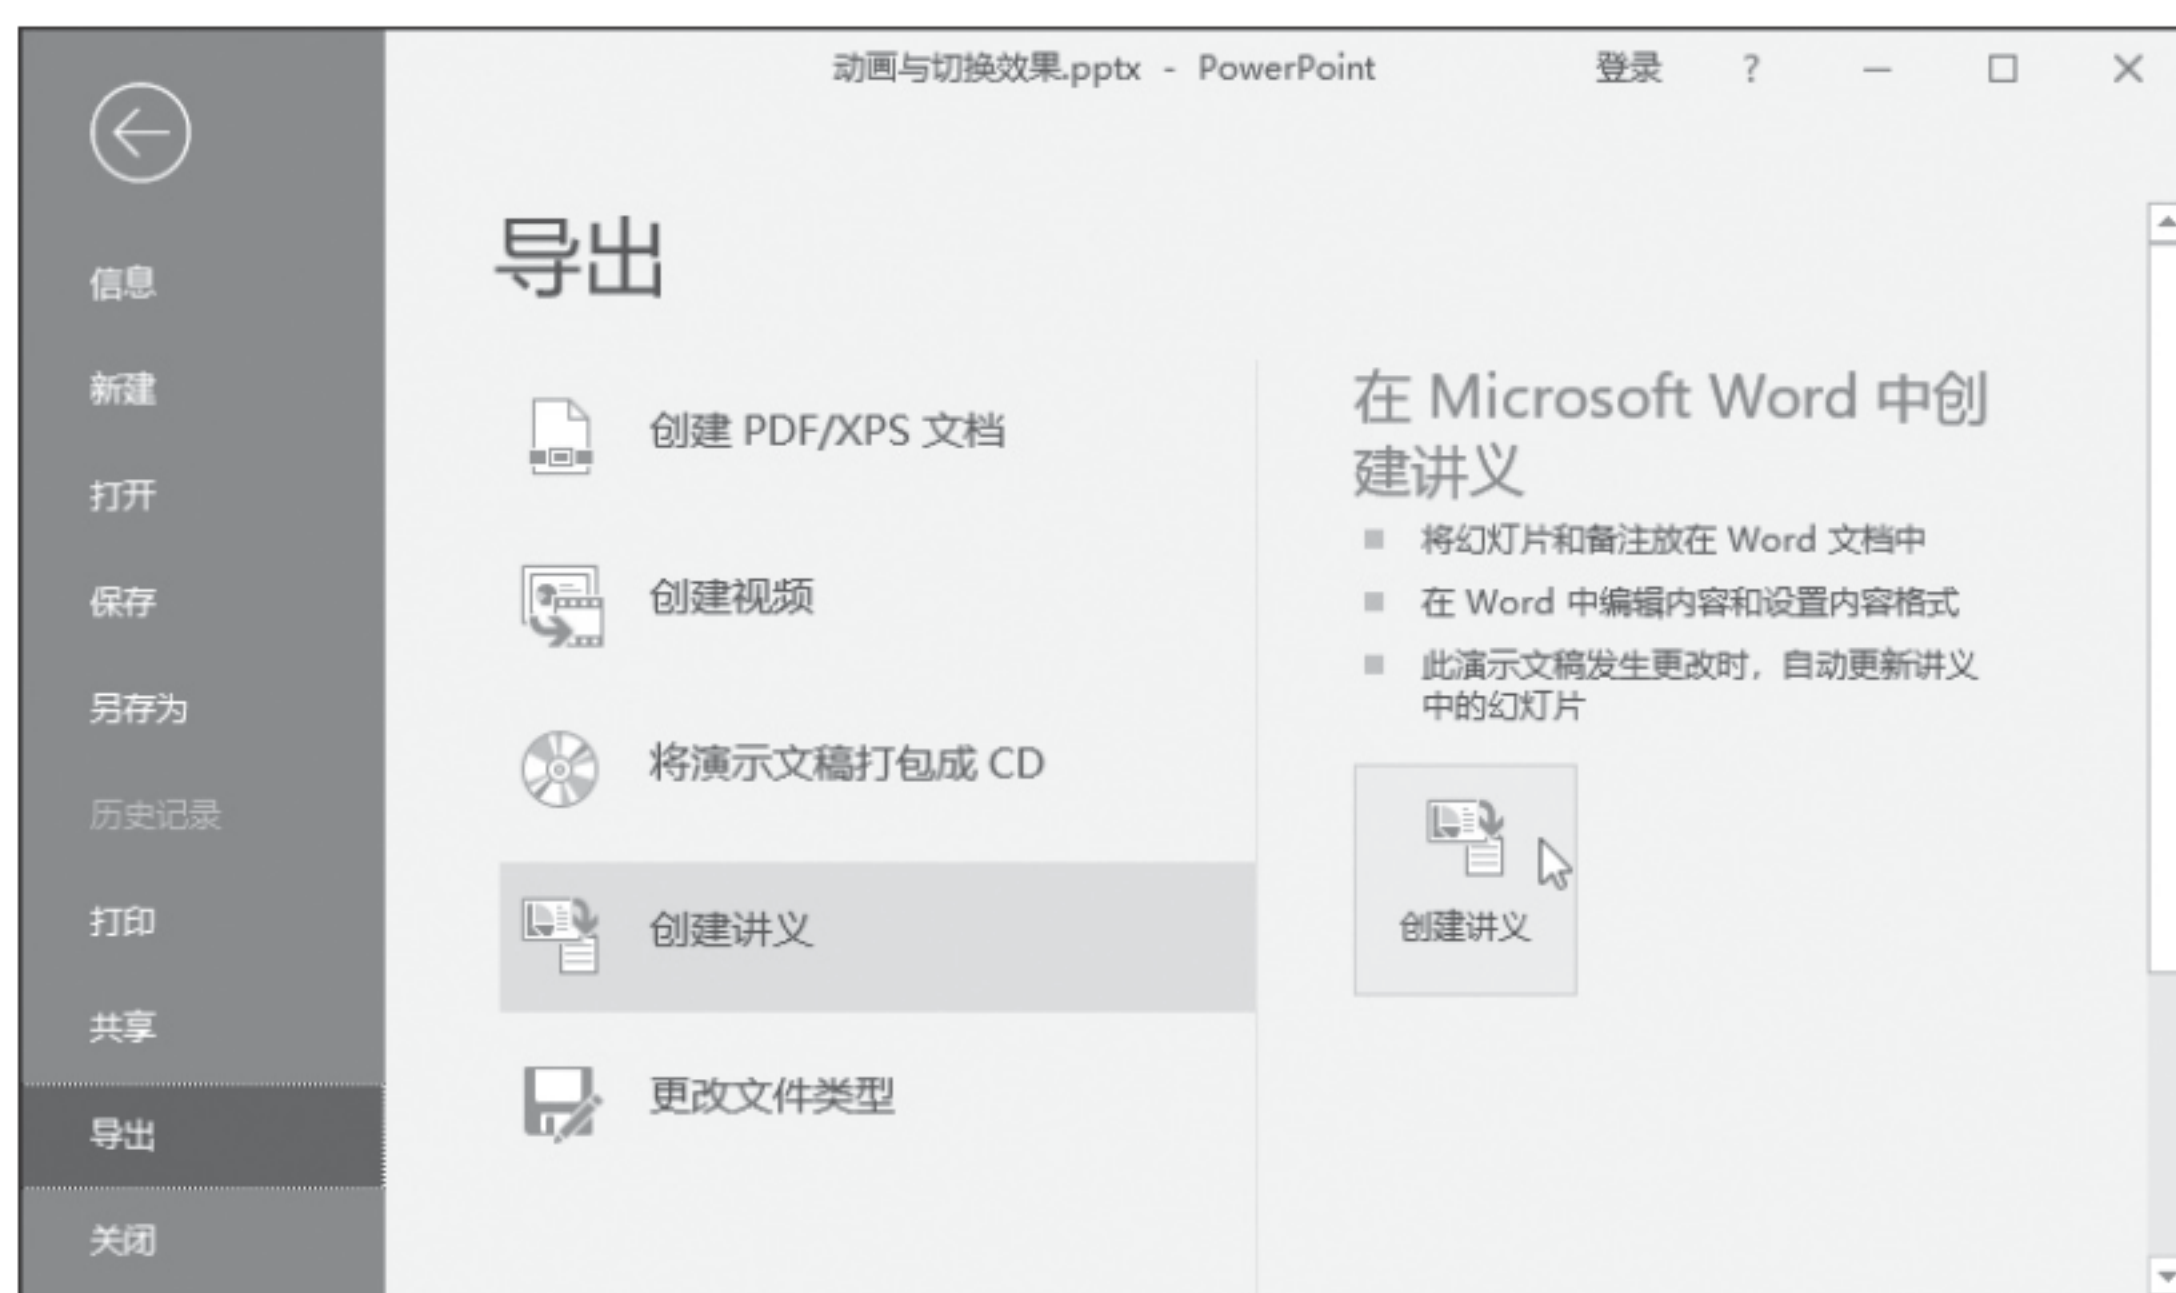 动画与切换效果.pptx - PowerPoint
登录 ?
信息
新建
打开
保存
另存为
历史记录
打印
共享
导出
关闭
导出
创建 PDF/XPS 文档
创建视频
将演示文稿打包成 CD
创建讲义
更改文件类型
在 Microsoft Word 中创
建讲义
将幻灯片和备注放在 Word 文档中
在 Word 中编辑内容和设置内容格式
此演示文稿发生更改时，自动更新讲义
中的幻灯片
创建讲义